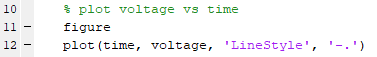 10 % plot voltage vs time
11 – figure
12 – plot(time, voltage, 'LineStyle', '-.')